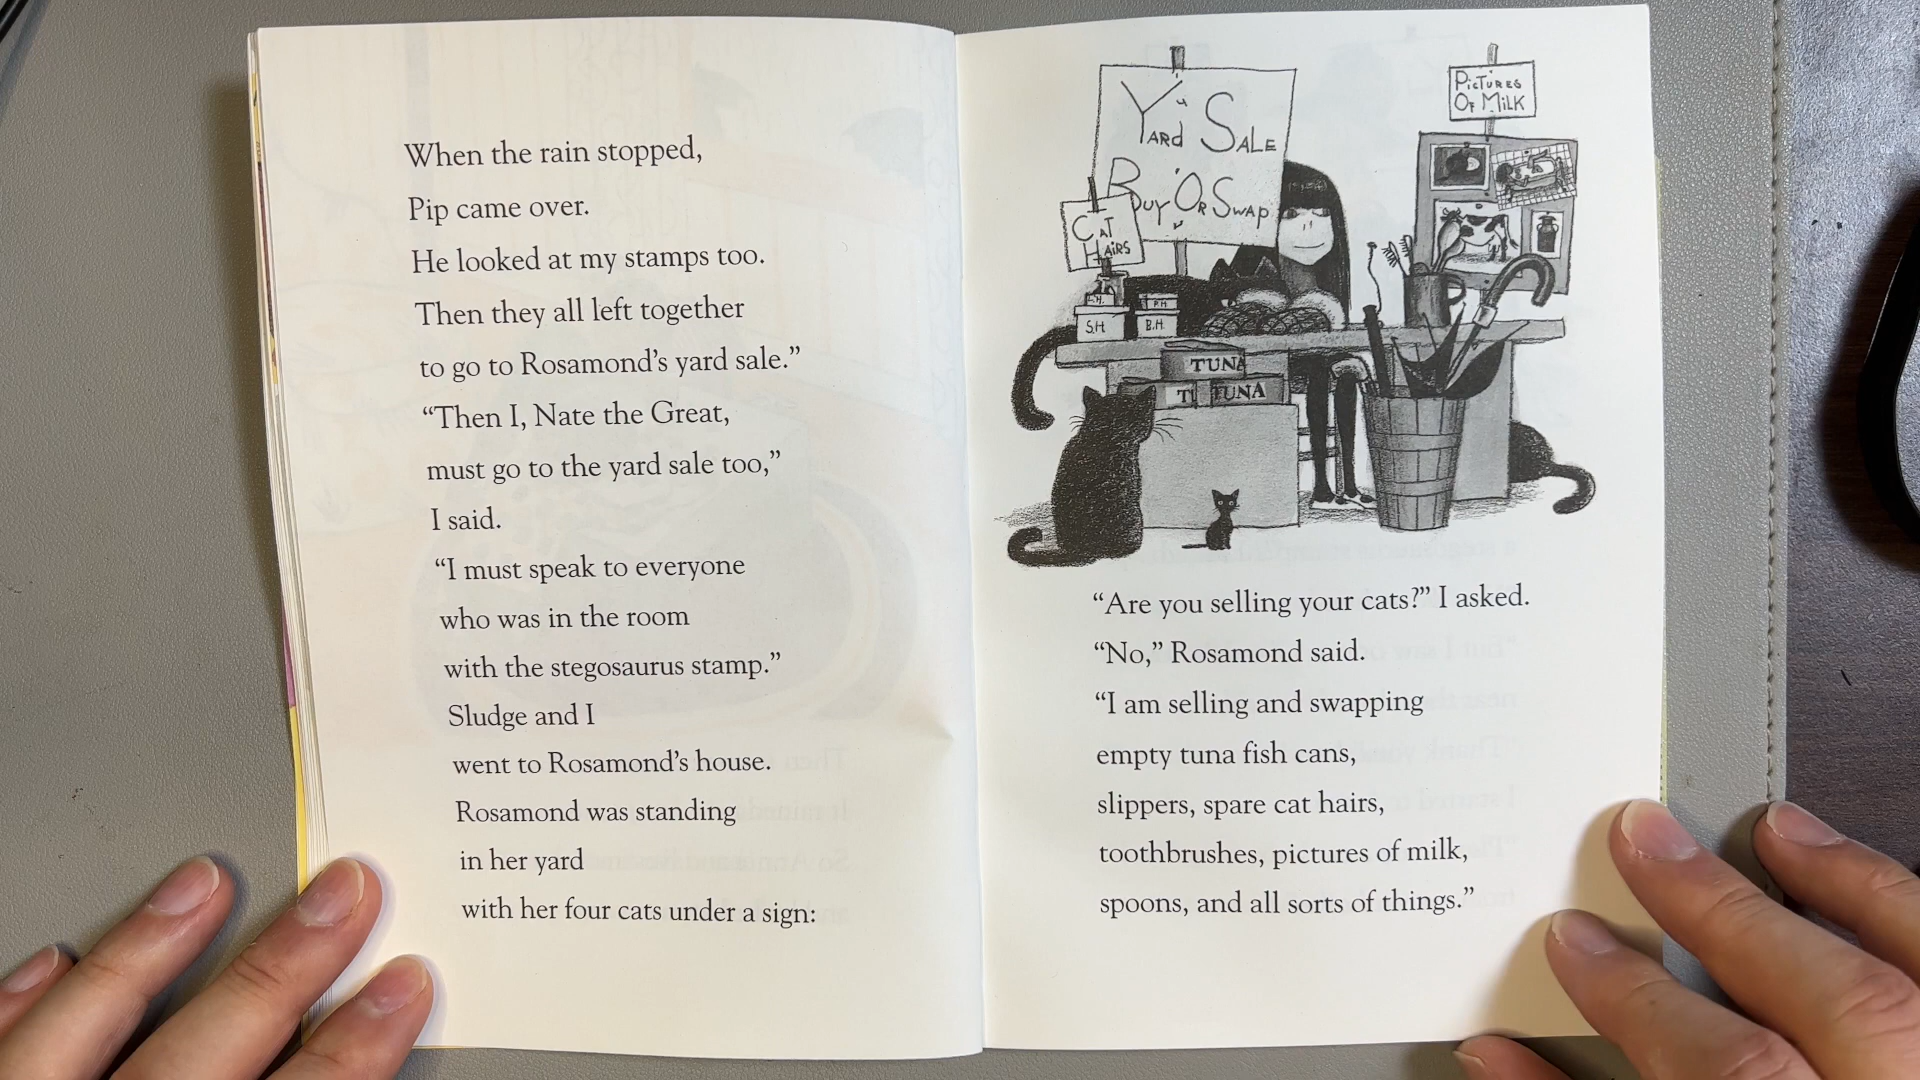 When the rain stopped,
Pip came over.
He looked at my stamps too.
Then they all left together
to go to Rosamond’s yard sale.”
“Then I, Nate the Great,
must go to the yard sale too,”
I said.
“I must speak to everyone
who was in the room
with the stegosaurus stamp.”
Sludge and I
went to Rosamond’s house.
Rosamond was standing
in her yard
with her four cats under a sign:
YARD SALE
BUY OR SWAP
CAT
HAIRS
PICTURES
OF MILK
S.H.
B.H.
P.H.
TUNA
TUNA
“Are you selling your cats?” I asked.
“No,” Rosamond said.
“I am selling and swapping
empty tuna fish cans,
slippers, spare cat hairs,
toothbrushes, pictures of milk,
spoons, and all sorts of things.”